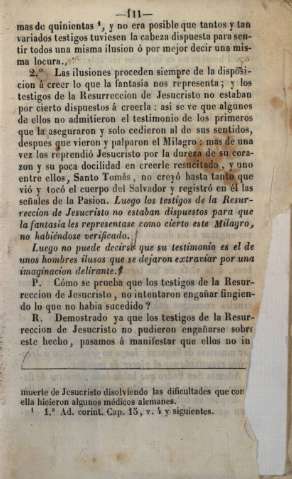 —111—
mas de quinientas ¹, y no era posible que tantos y tan
variados testigos tuviesen la cabeza dispuesta para sen-
tir todos una misma ilusion ó por mejor decir una mis-
ma locura.
2.º Las ilusiones proceden siempre de la disposi-
cion á creer lo que la fantasía nos representa; y los
testigos de la Resurreccion de Jesucristo no estaban
por cierto dispuestos á creerla: asi se ve que algunos
de ellos no admitieron el testimonio de los primeros
que la aseguraron y solo cedieron al de sus sentidos,
despues que vieron y palparon el Milagro: mas de una
vez los reprendió Jesucristo por la dureza de su cora-
zon y su poca docilidad en creerle resucitado, y uno
entre ellos, Santo Tomás, no creyó hasta tanto que
vió y tocó el cuerpo del Salvador y registró en él las
señales de la Pasion. Luego los testigos de la Resur-
reccion de Jesucristo no estaban dispuestos para que
la fantasía les representase como cierto este Milagro,
no habiéndose verificado.
Luego no puede decirse que su testimonio es el de
unos hombres ilusos que se dejaron extraviar por una
imaginacion delirante.
P. Cómo se prueba que los testigos de la Resur-
reccion de Jesucristo, no intentaron engañar fingien-
do lo que no habia sucedido?
R. Demostrado ya que los testigos de la Resur-
reccion de Jesucristo no pudieron engañarse sobre
este hecho, pasamos á manifestar que ellos no in
muerte de Jesucristo disolviendo las dificultades que con
ella hicieron algunos médicos alemanes.
¹ 1.ª Ad. corint. Cap. 15, v. 4 y siguientes.